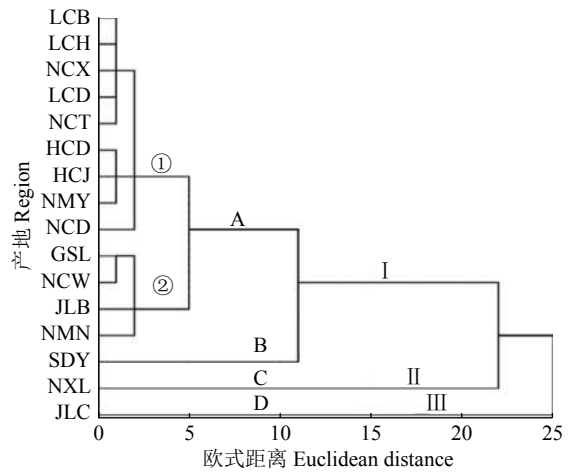 LCB
LCH
NCX
LCD
NCT
HCD
HCJ
NMY
NCD
GSL
NCW
JLB
NMN
SDY
NXL
JLC
产地 Region
①
②
A
B
C
D
I
II
III
0 5 10 15 20 25
欧式距离 Euclidean distance